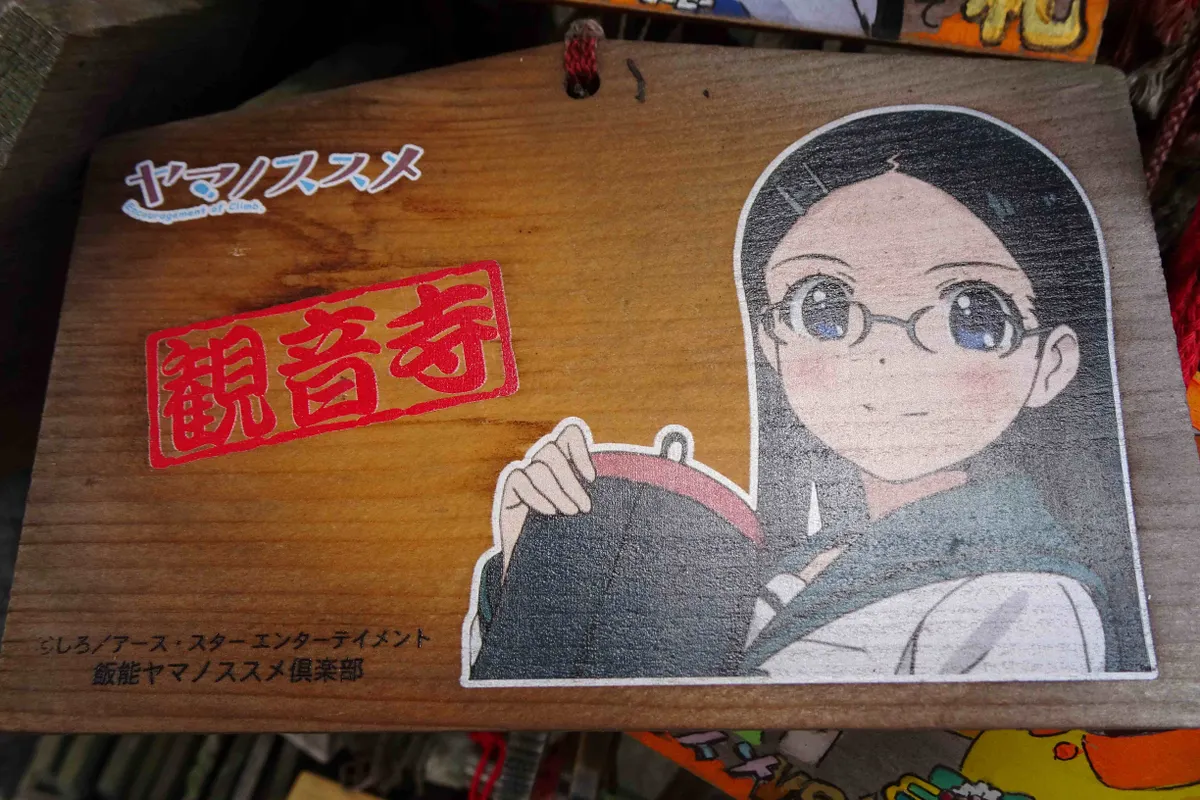 ヤマノススメ
Encouragement of Climb
観音寺
©しろ/アース・スター エンターテイメント
飯能ヤマノススメ倶楽部
礼